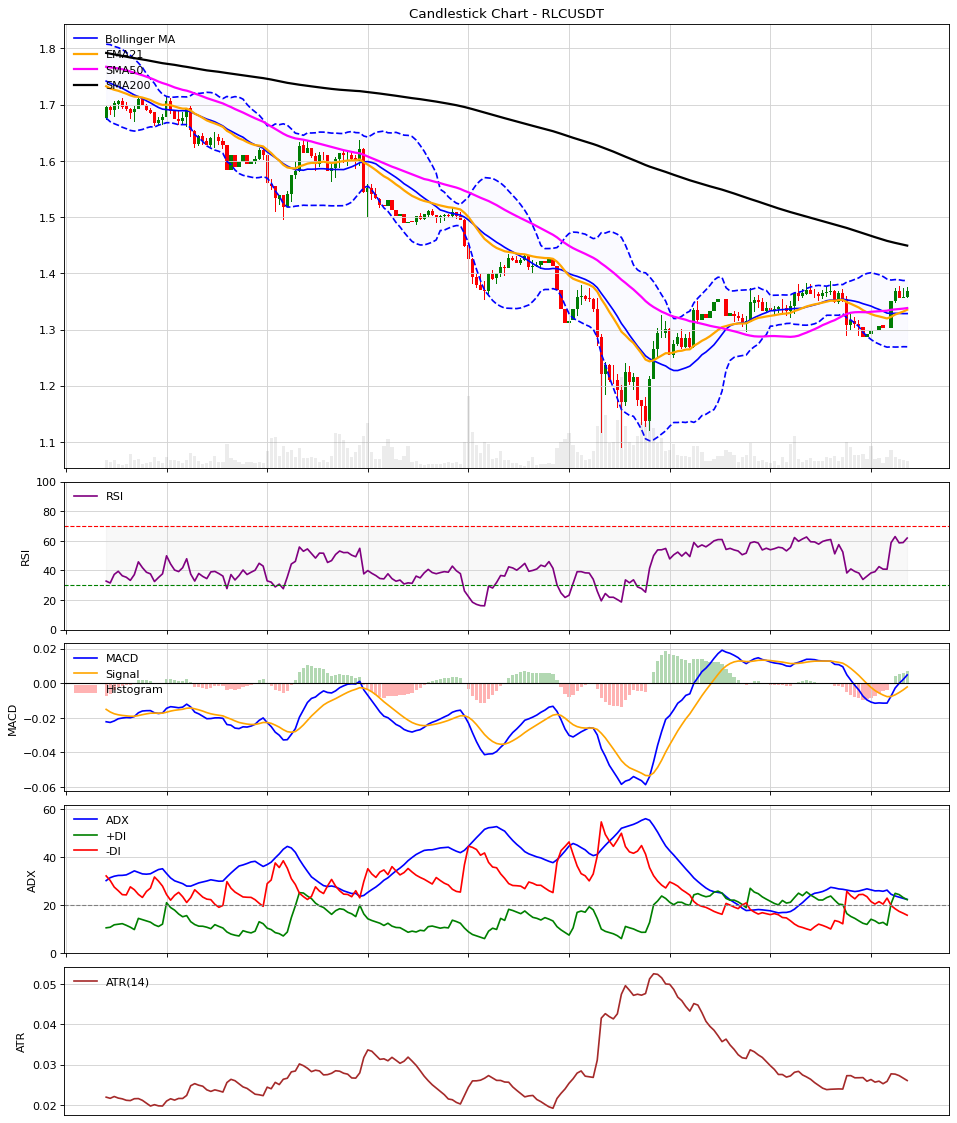 Candlestick Chart - RLCUSDT
Bollinger MA
EMA21
SMA50
SMA200
1.8
1.7
1.6
1.5
1.4
1.3
1.2
1.1
RSI
100
80
60
40
20
0
RSI
MACD
Signal
Histogram
0.02
0.00
−0.02
−0.04
−0.06
MACD
ADX
+DI
-DI
60
40
20
0
ADX
ATR(14)
0.05
0.04
0.03
0.02
ATR